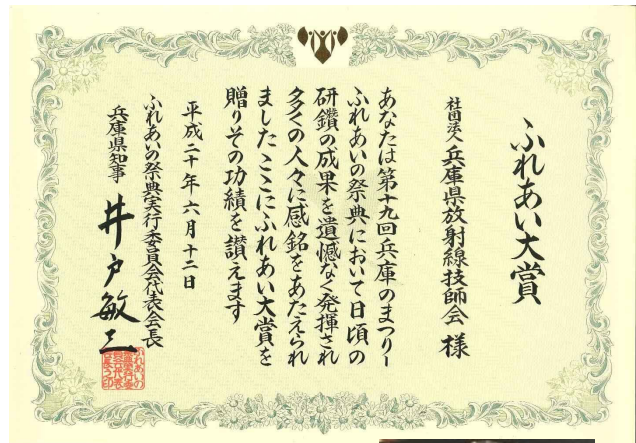 ふれあい大賞
社団法人 兵庫県放射線技師会 様
あなたは第十九回兵庫のまつりー
ふれあいの祭典において日頃の
研鑽の成果を遺憾なく発揮され
多くの人々に感銘をあたえられ
ましたここにふれあい大賞を
贈りその功績を讃えます
平成二十年六月十二日
ふれあいの祭典実行委員会代表会長
兵庫県知事 井戸敏三